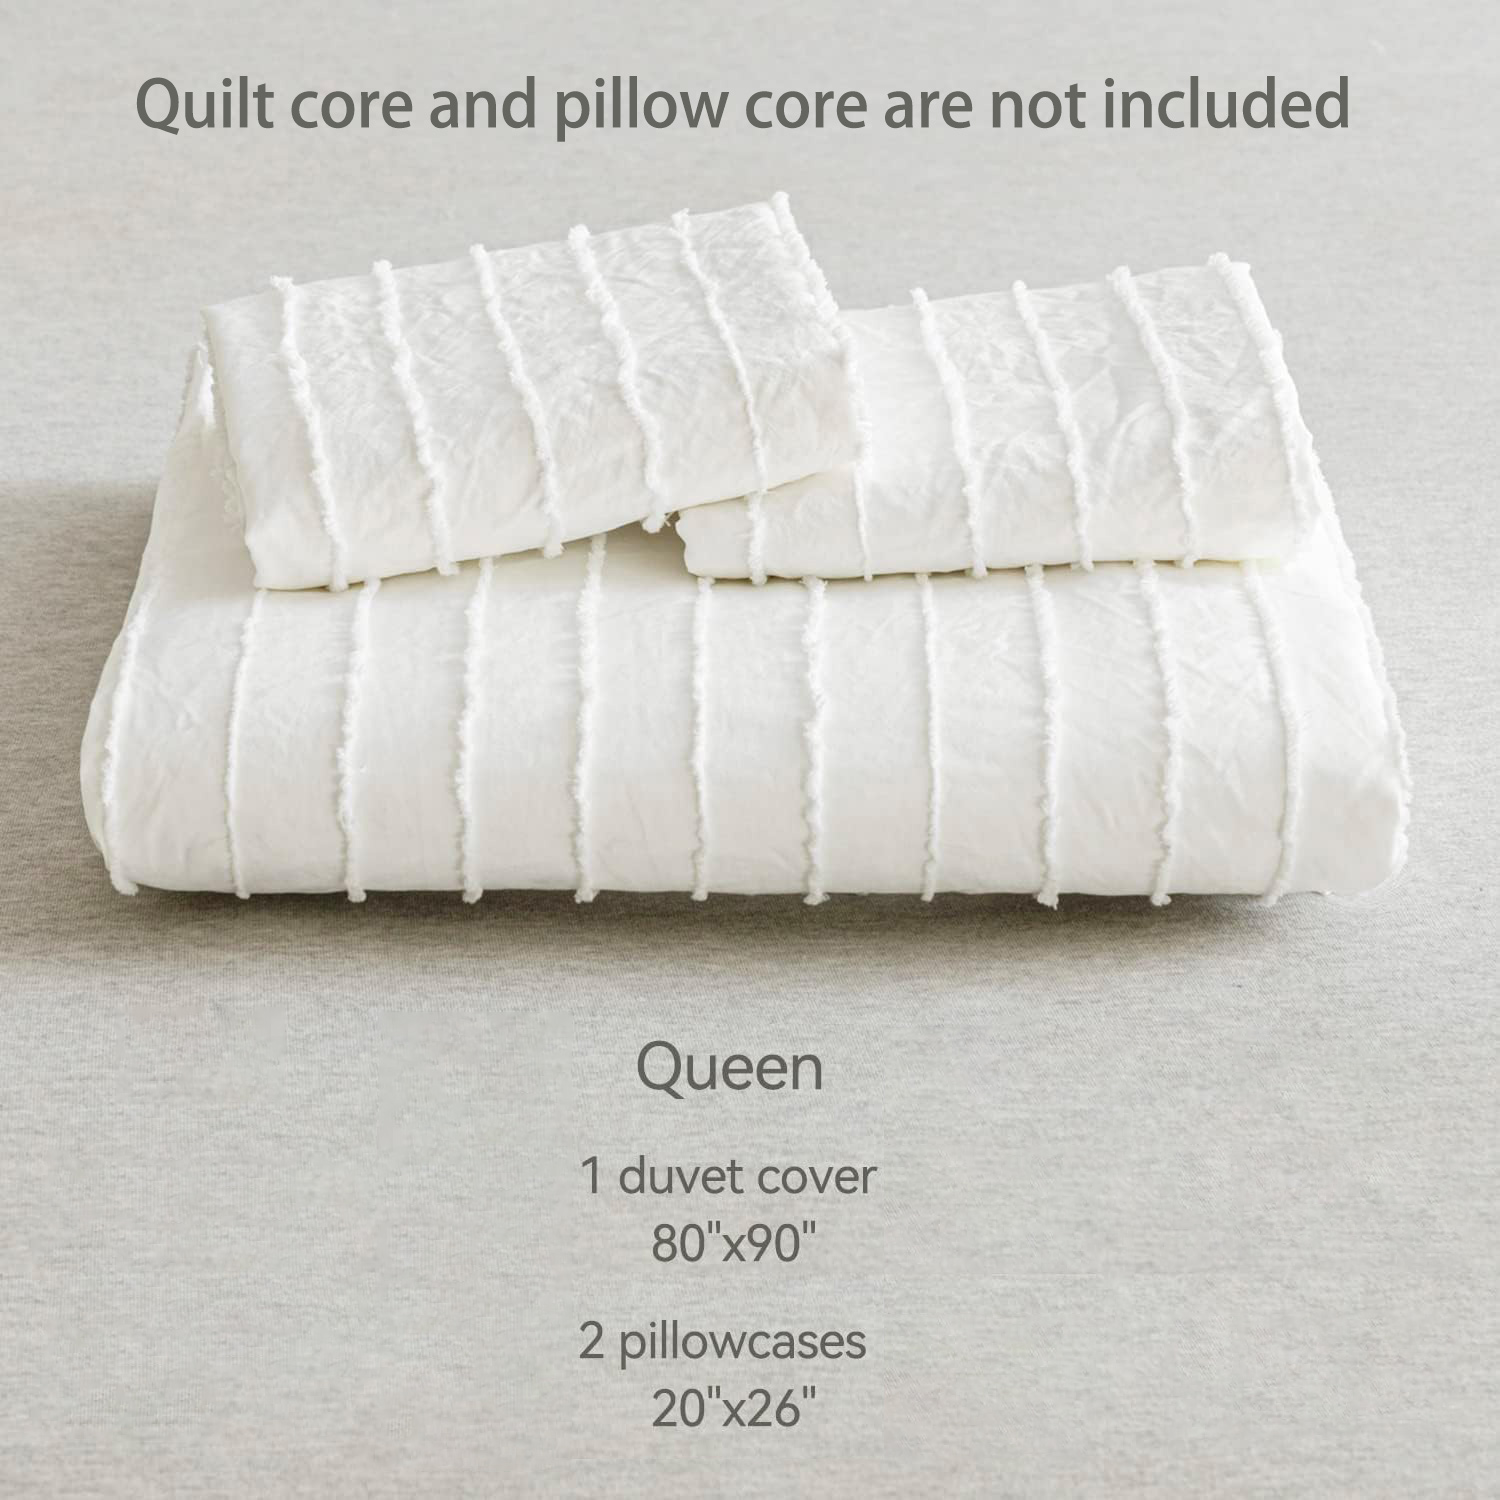 Quilt core and pillow core are not included
Queen
1 duvet cover
80"x90"
2 pillowcases
20"x26"